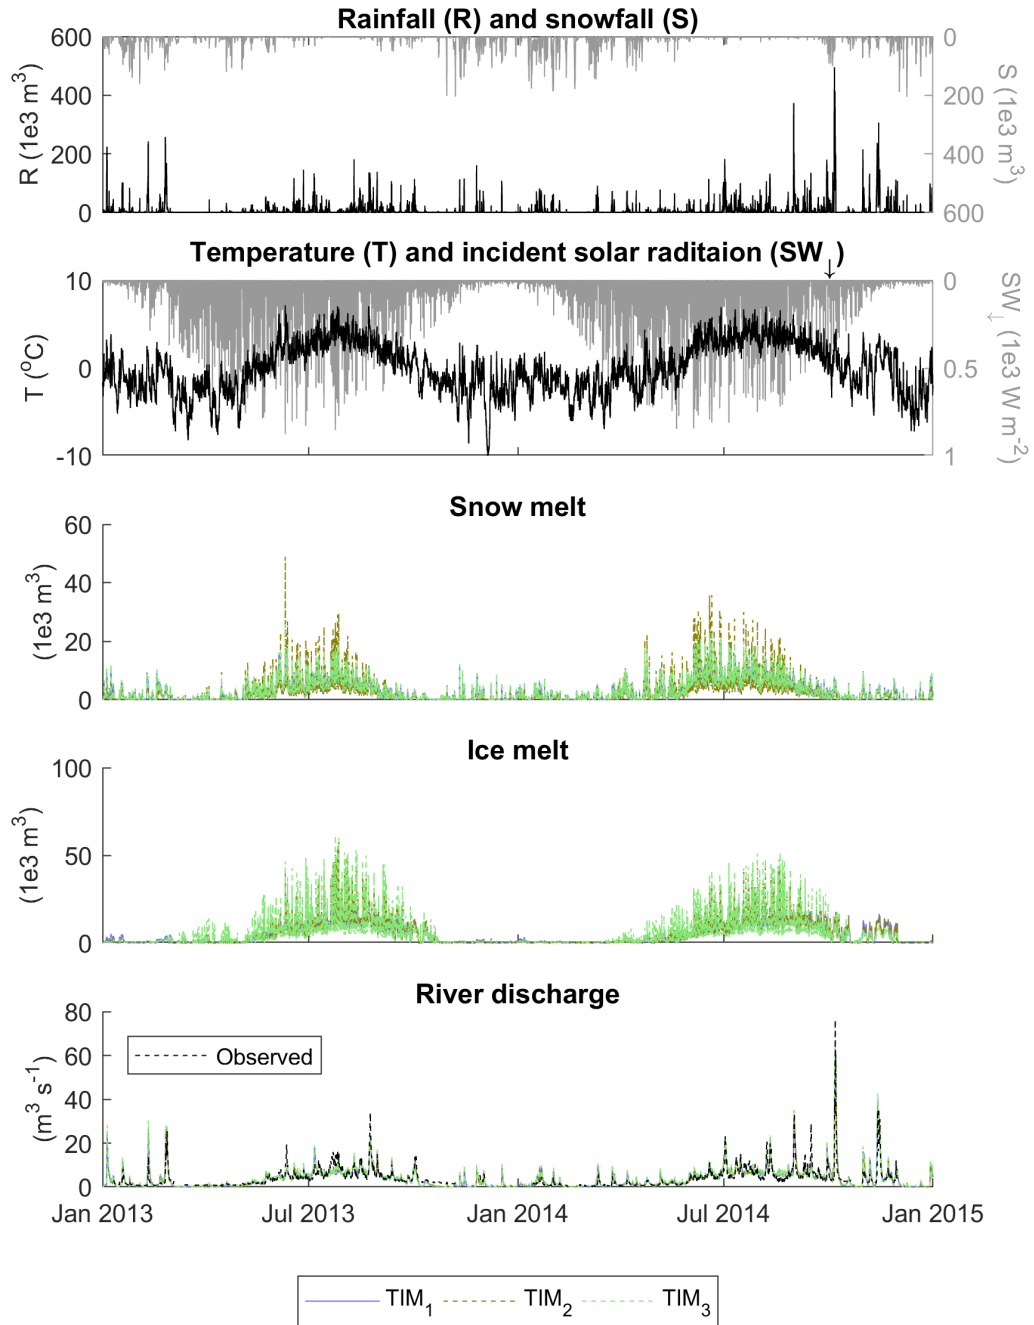 Rainfall (R) and snowfall (S)
600
400
200
0
R (1e3 m³)
0
200
400
600
S (1e3 m³)
Temperature (T) and incident solar raditaion (SW↓)
10
0
-10
T (°C)
0
0.5
1
SW↓ (1e3 W m⁻²)
Snow melt
60
40
20
0
(1e3 m³)
Ice melt
100
50
0
(1e3 m³)
River discharge
80
60
40
20
0
(m³ s⁻¹)
Observed
Jan 2013 Jul 2013 Jan 2014 Jul 2014 Jan 2015
TIM₁ TIM₂ TIM₃